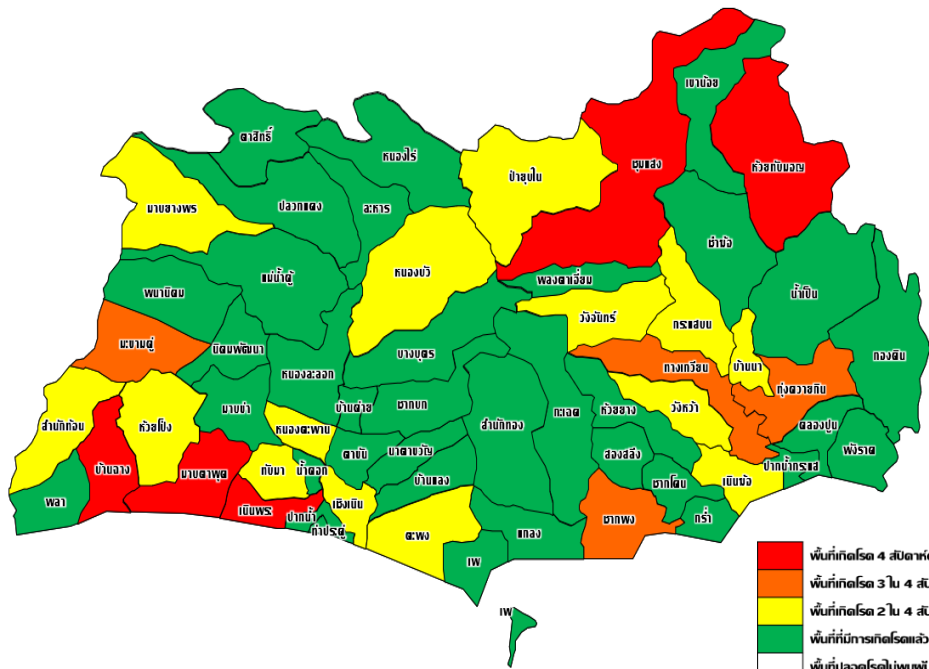 เขาน้อย
ตาสิทธิ์
หนองไร่
ชุมแสง
ห้วยทับมอญ
ป่ายุบใน
มาบยางพร
ปลวกแดง
ละหาร
ชำฆ้อ
แม่น้ำคู้
หนองบัว
พลงตาเอี่ยม
พนานิคม
น้ำเป็น
วังจันทร์
กระแสบน
มะขามคู่
นิคมพัฒนา
บางบุตร
กองดิน
ทางเกวียน
บ้านนา
หนองละลอก
ทุ่งควายกิน
มาบข่า
บ้านค่าย
ชากบก
สำนักทอง
กะเฉด
ห้วยยาง
วังหว้า
สำนักท้อน
ห้วยโป่ง
หนองตะพาน
คลองปูน
ตาขัน
นาตาขวัญ
สองสลึง
พังราด
บ้านฉาง
มาบตาพุด
ทับมา
น้ำคอก
บ้านแลง
ปากน้ำกระแส
ชากโดน
เนินฆ้อ
พลา
เนินพระ
ปากน้ำ
เชิงเนิน
ชากพง
กร่ำ
ท่าประดู่
ตะพง
แกลง
เพ
เพ
พื้นที่เกิดโรค 4 สัปดาห์
พื้นที่เกิดโรค 3 ใน 4 สัป
พื้นที่เกิดโรค 2 ใน 4 สัป
พื้นที่ที่มีการเกิดโรคแล้ว